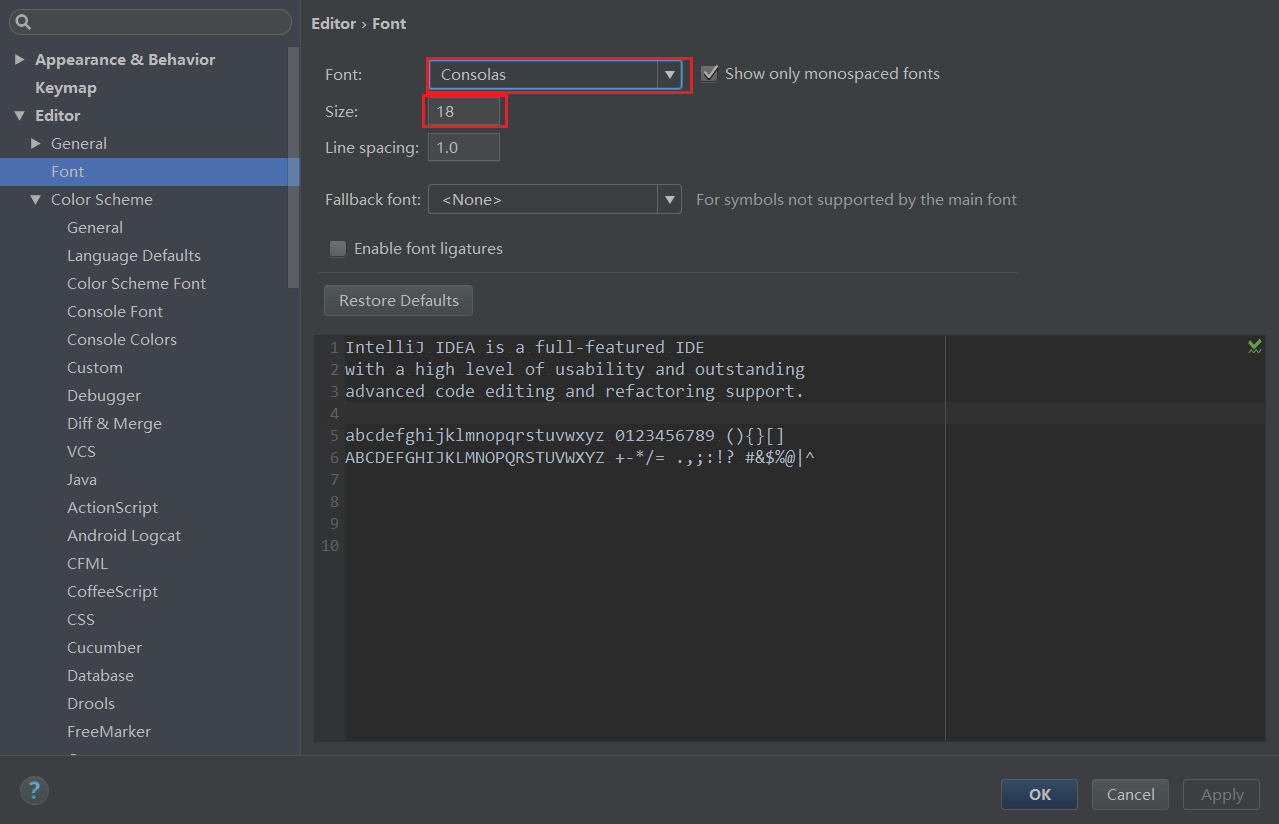 Appearance & Behavior
Keymap
Editor
General
Font
Color Scheme
General
Language Defaults
Color Scheme Font
Console Font
Console Colors
Custom
Debugger
Diff & Merge
VCS
Java
ActionScript
Android Logcat
CFML
CoffeeScript
CSS
Cucumber
Database
Drools
FreeMarker
Editor › Font
Font: Consolas Show only monospaced fonts
Size: 18
Line spacing: 1.0
Fallback font: <None> For symbols not supported by the main font
Enable font ligatures
Restore Defaults
1 IntelliJ IDEA is a full-featured IDE
2 with a high level of usability and outstanding
3 advanced code editing and refactoring support.
4
5 abcdefghijklmnopqrstuvwxyz 0123456789 (){}[]
6 ABCDEFGHIJKLMNOPQRSTUVWXYZ +-*/= .,;:!? #&$%@|^
7
8
9
10
?
OK Cancel Apply